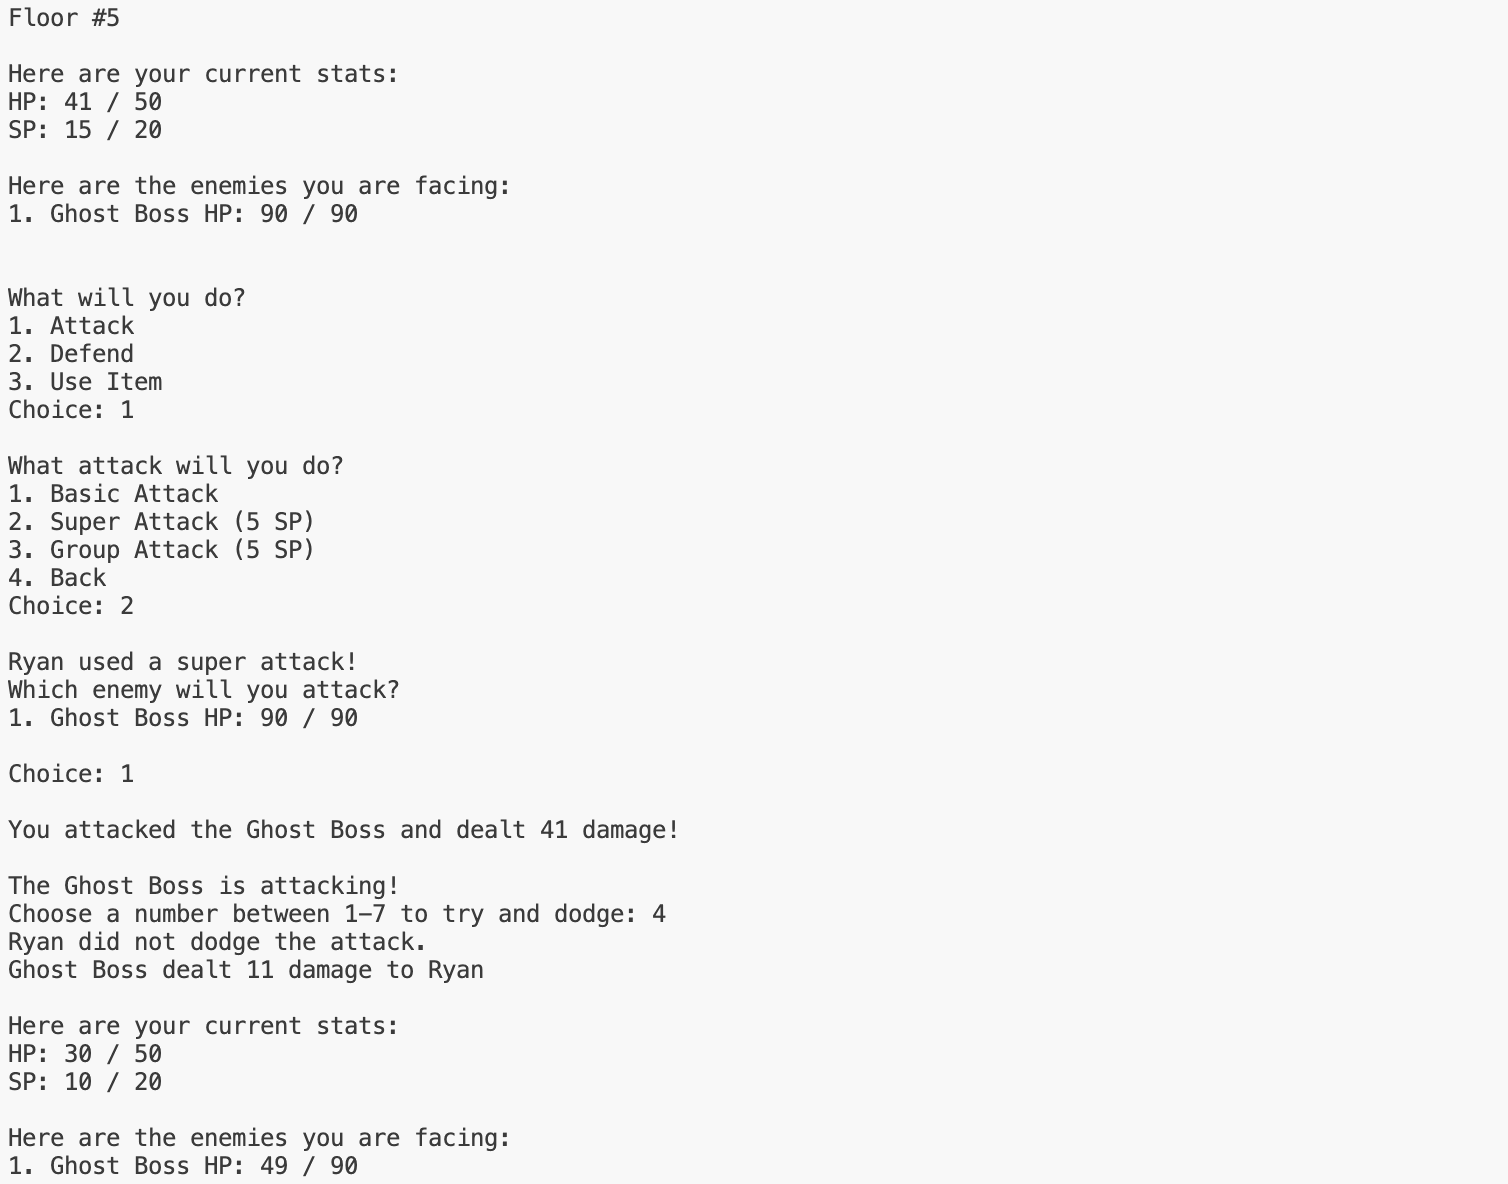 Floor #5
Here are your current stats:
HP: 41 / 50
SP: 15 / 20
Here are the enemies you are facing:
1. Ghost Boss HP: 90 / 90
What will you do?
1. Attack
2. Defend
3. Use Item
Choice: 1
What attack will you do?
1. Basic Attack
2. Super Attack (5 SP)
3. Group Attack (5 SP)
4. Back
Choice: 2
Ryan used a super attack!
Which enemy will you attack?
1. Ghost Boss HP: 90 / 90
Choice: 1
You attacked the Ghost Boss and dealt 41 damage!
The Ghost Boss is attacking!
Choose a number between 1-7 to try and dodge: 4
Ryan did not dodge the attack.
Ghost Boss dealt 11 damage to Ryan
Here are your current stats:
HP: 30 / 50
SP: 10 / 20
Here are the enemies you are facing:
1. Ghost Boss HP: 49 / 90